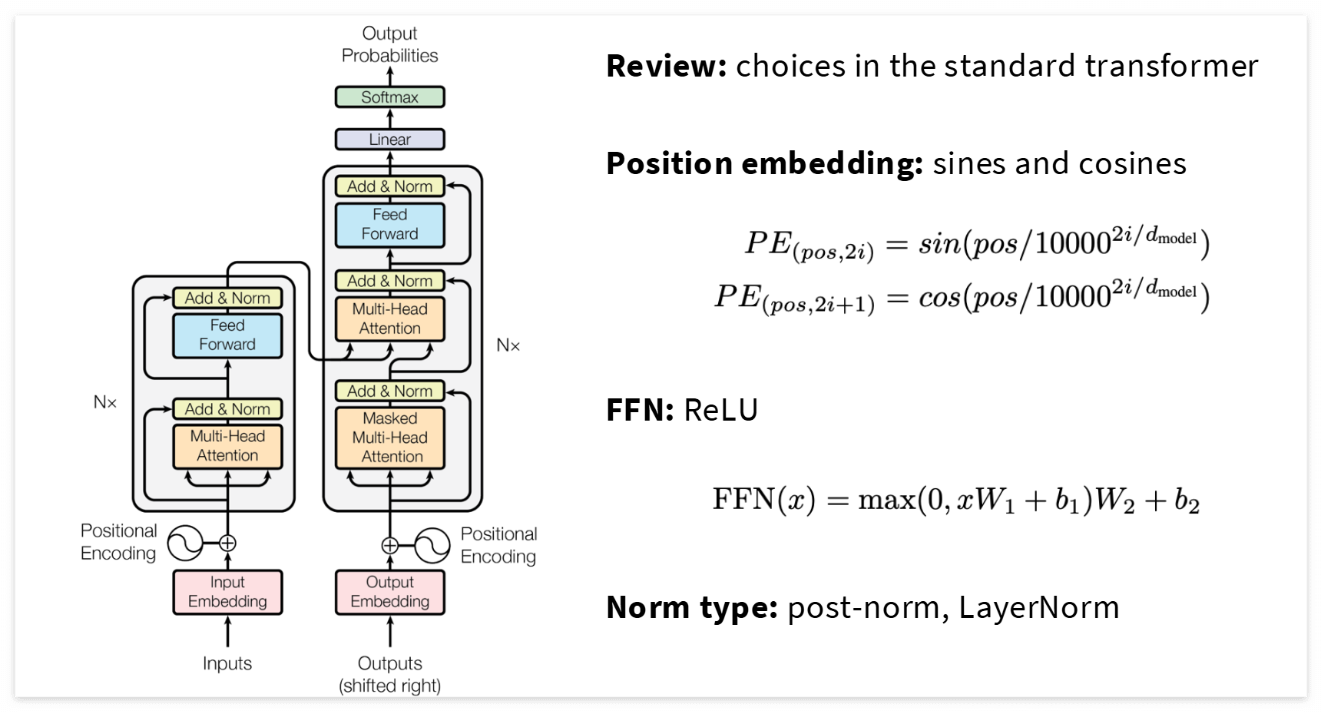 Output
Probabilities
Softmax
Linear
Add & Norm
Feed
Forward
Add & Norm
Multi-Head
Attention
Nx
Add & Norm
Masked
Multi-Head
Attention
Positional
Encoding
Output
Embedding
Outputs
(shifted right)
Add & Norm
Feed
Forward
Nx
Add & Norm
Multi-Head
Attention
Positional
Encoding
Input
Embedding
Inputs
Review: choices in the standard transformer
Position embedding: sines and cosines
PE(pos,2i) = sin(pos/10000^{2i/d_model})
PE(pos,2i+1) = cos(pos/10000^{2i/d_model})
FFN: ReLU
FFN(x) = max(0, xW₁ + b₁)W₂ + b₂
Norm type: post-norm, LayerNorm